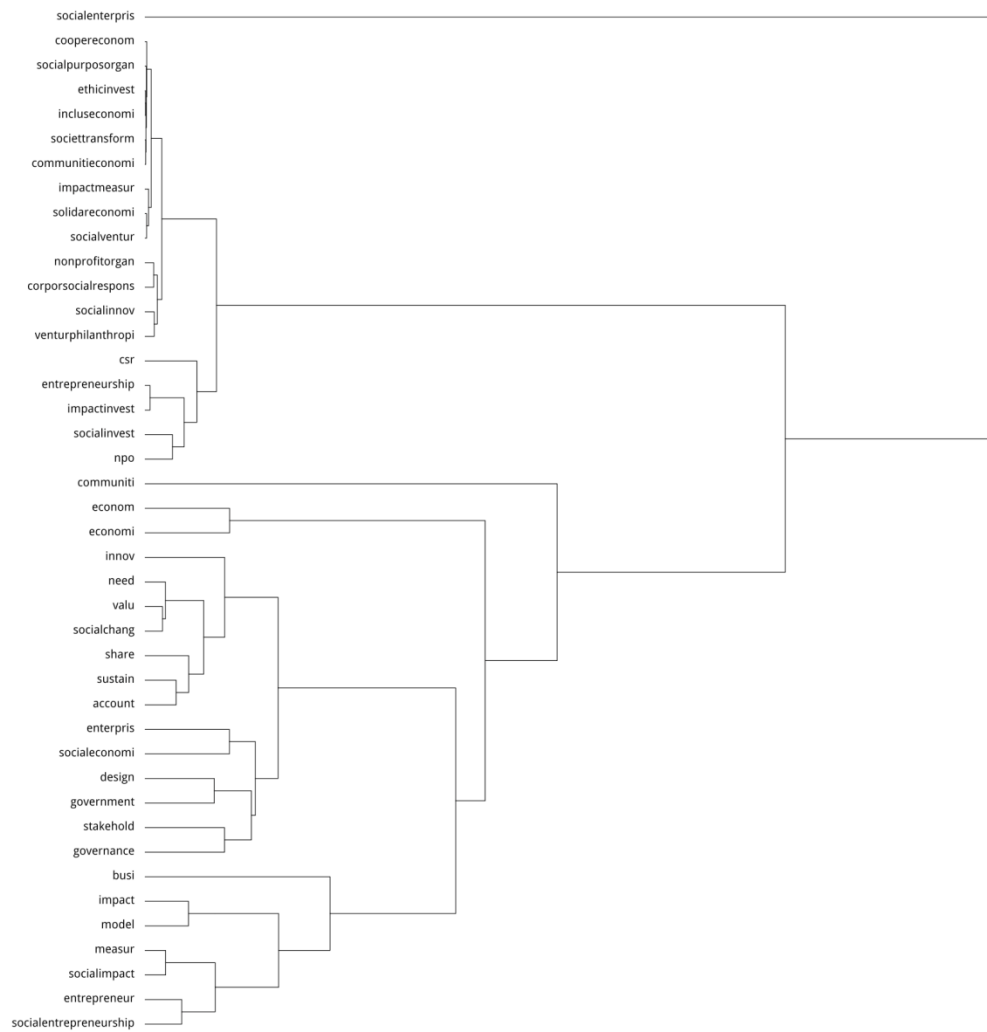 socialenterpris
coopereconom
socialpurposorgan
ethicinvest
incluseconomi
societtransform
communitieconomi
impactmeasur
solidareconomi
socialventur
nonprofitorgan
corporsocialrespons
socialinnov
venturphilanthropi
csr
entrepreneurship
impactinvest
socialinvest
npo
communiti
econom
economi
innov
need
valu
socialchang
share
sustain
account
enterpris
socialeconomi
design
government
stakehold
governance
busi
impact
model
measur
socialimpact
entrepreneur
socialentrepreneurship